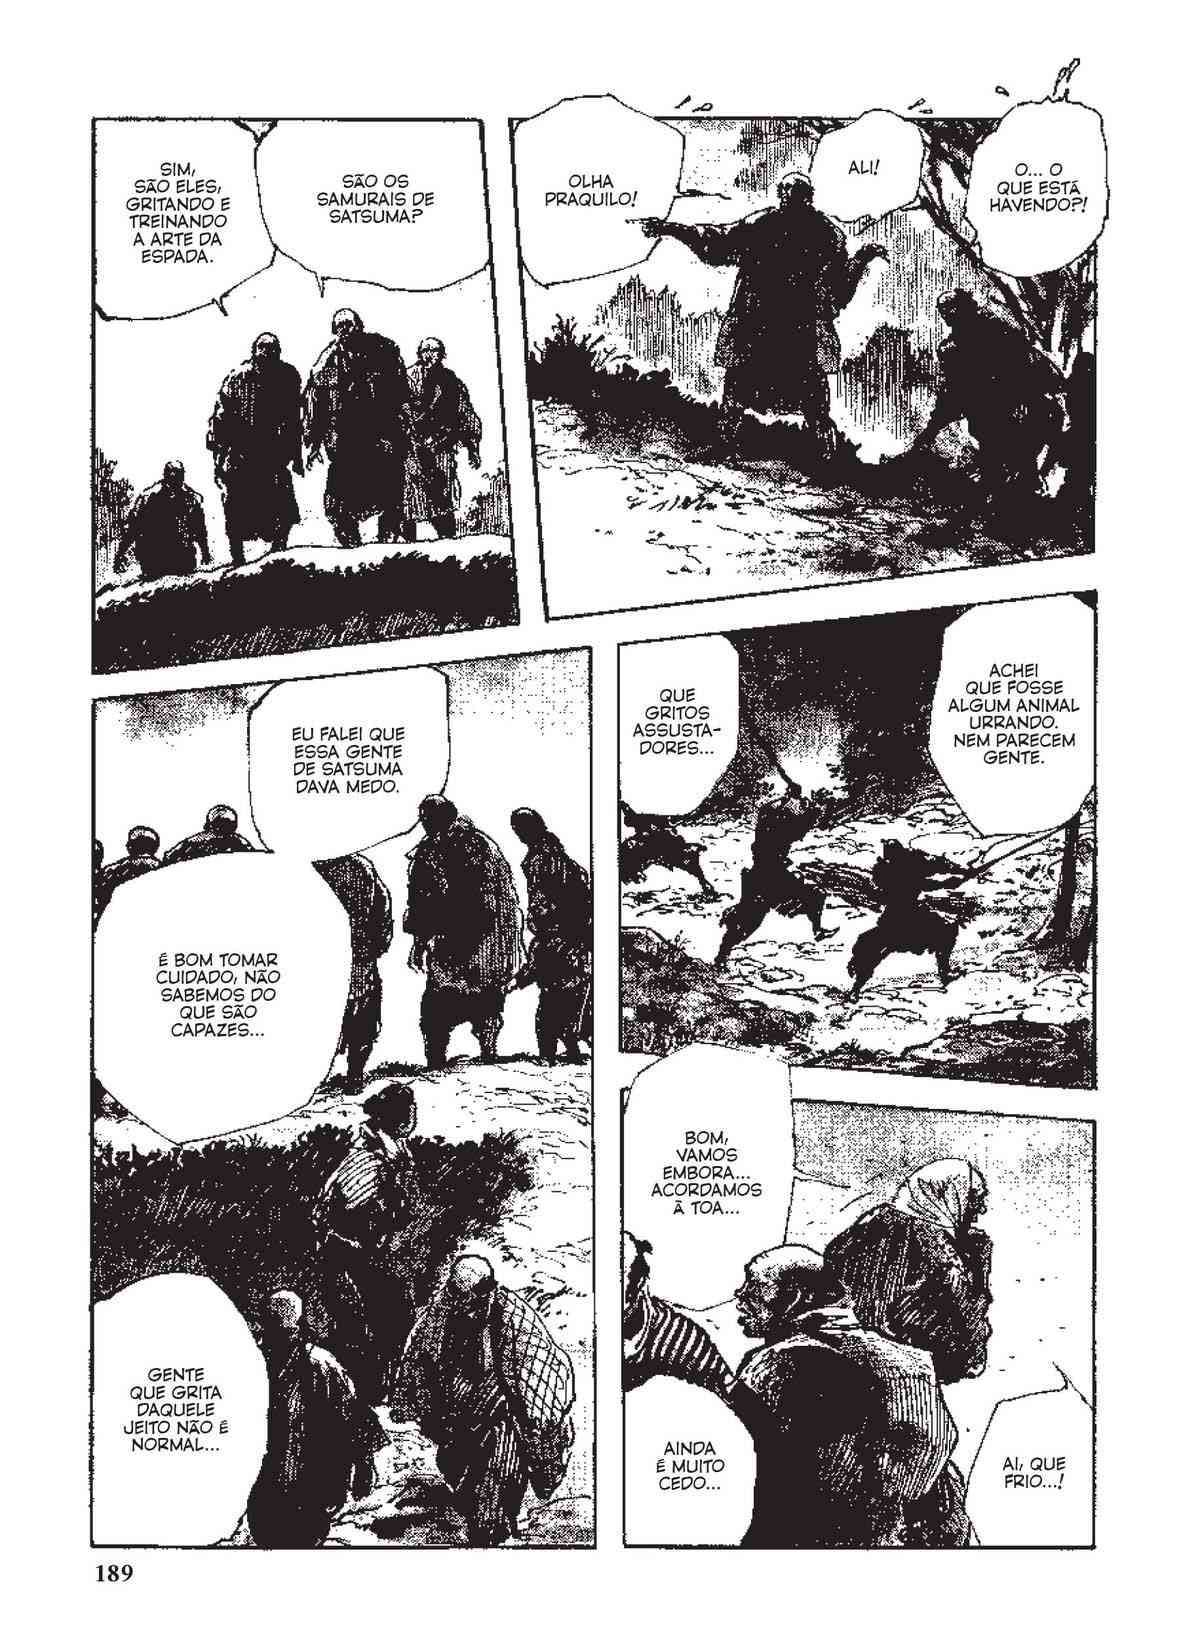 O... O
QUE ESTÁ
HAVENDO?!
ALI!
OLHA
PRAQUILO!
SÃO OS
SAMURAIS DE
SATSUMA?
SIM,
SÃO ELES,
GRITANDO E
TREINANDO
A ARTE DA
ESPADA.
ACHEI
QUE FOSSE
ALGUM ANIMAL
URRANDO.
NEM PARECEM
GENTE.
QUE
GRITOS
ASSUSTA-
DORES...
BOM,
VAMOS
EMBORA...
ACORDAMOS
À TOA...
AI, QUE
FRIO...!
AINDA
É MUITO
CEDO...
EU FALEI QUE
ESSA GENTE
DE SATSUMA
DAVA MEDO.
É BOM TOMAR
CUIDADO, NÃO
SABEMOS DO
QUE SÃO
CAPAZES...
GENTE
QUE GRITA
DAQUELE
JEITO NÃO É
NORMAL...
189